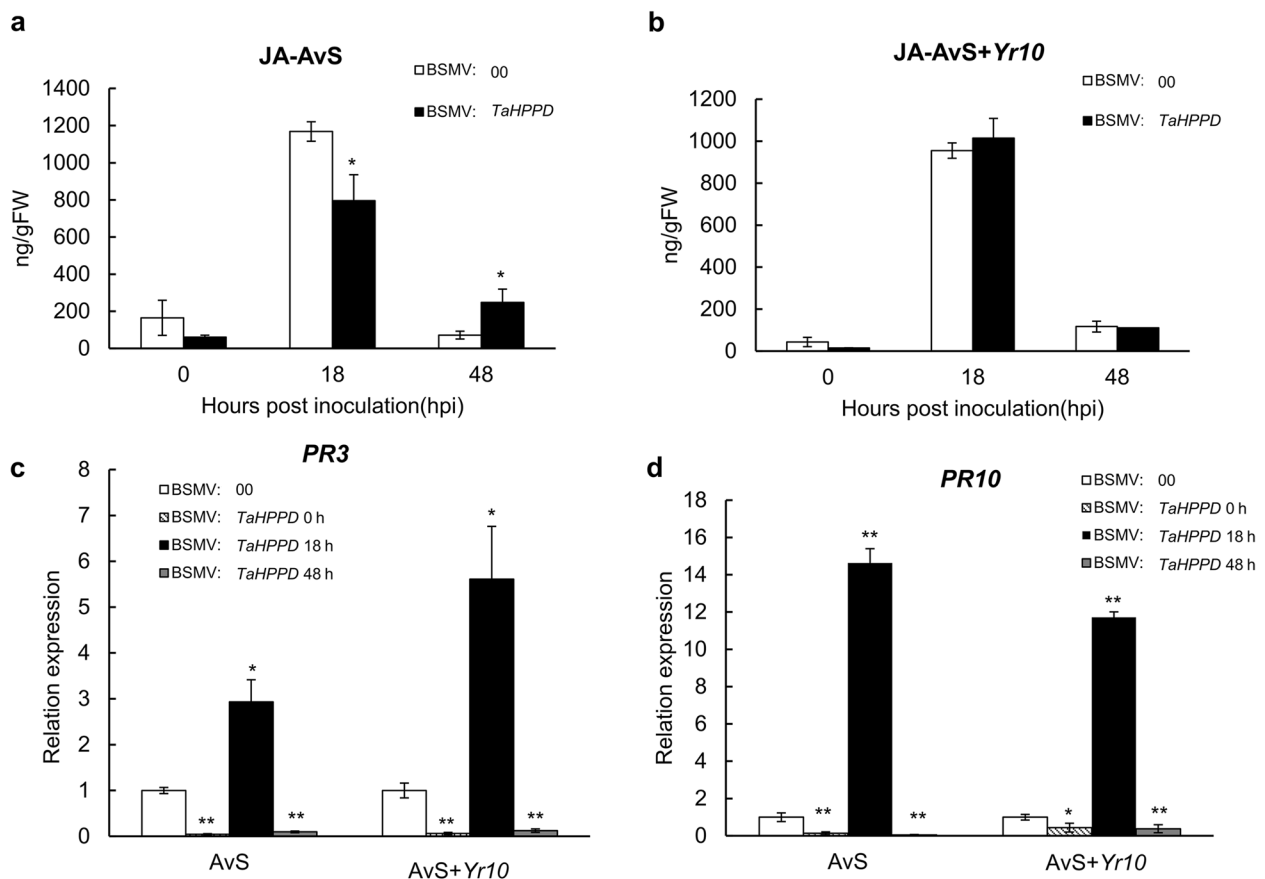 a
JA-AvS
BSMV: 00
BSMV: TaHPPD
1400
1200
1000
800
600
400
200
0
ng/gFW
0 18 48
Hours post inoculation(hpi)
*
*
b
JA-AvS+Yr10
BSMV: 00
BSMV: TaHPPD
1200
1000
800
600
400
200
0
ng/gFW
0 18 48
Hours post inoculation(hpi)
c
PR3
BSMV: 00
BSMV: TaHPPD 0 h
BSMV: TaHPPD 18 h
BSMV: TaHPPD 48 h
8
7
6
5
4
3
2
1
0
Relation expression
** * ** ** * **
AvS AvS+Yr10
d
PR10
BSMV: 00
BSMV: TaHPPD 0 h
BSMV: TaHPPD 18 h
BSMV: TaHPPD 48 h
18
16
14
12
10
8
6
4
2
0
Relation expression
** ** ** * ** **
AvS AvS+Yr10